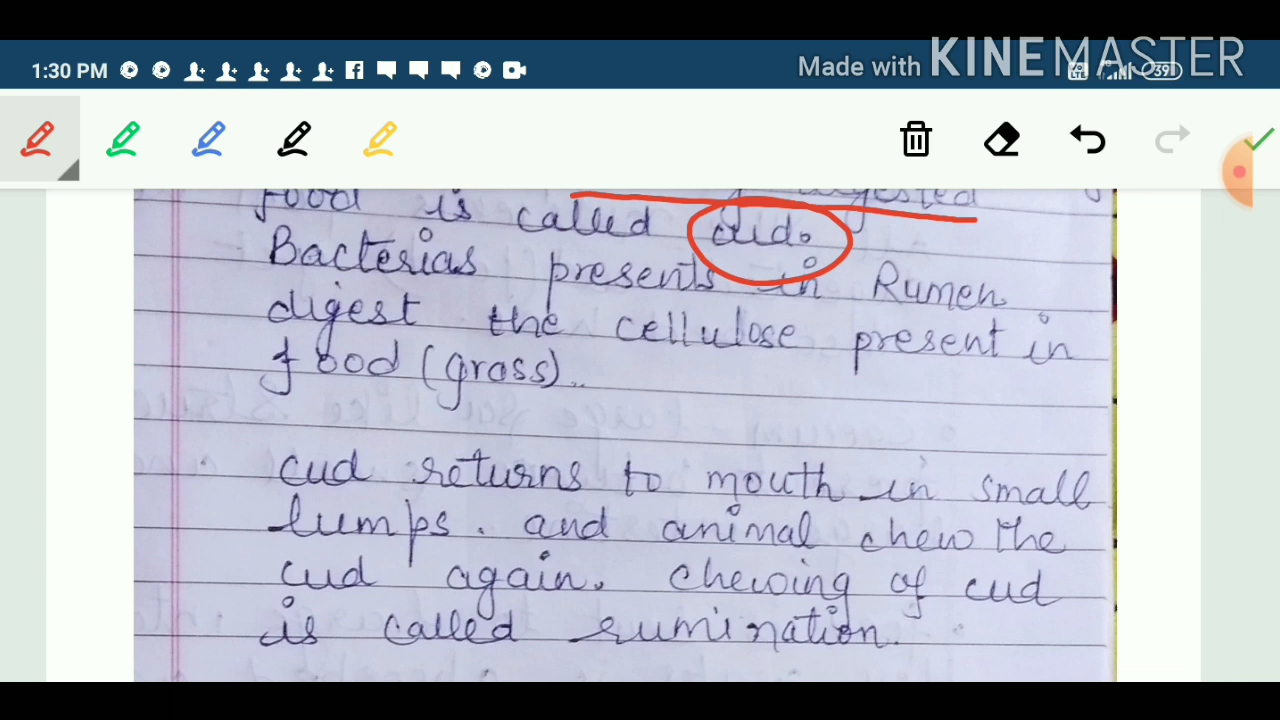 1:30 PM
Made with KINEMASTER
39
digested
food is called cud.
Bacterias presents in Rumen
digest the cellulose present in
food (grass).
cud returns to mouth in small
lumps. and animal chew the
cud again. chewing of cud
is called rumination.